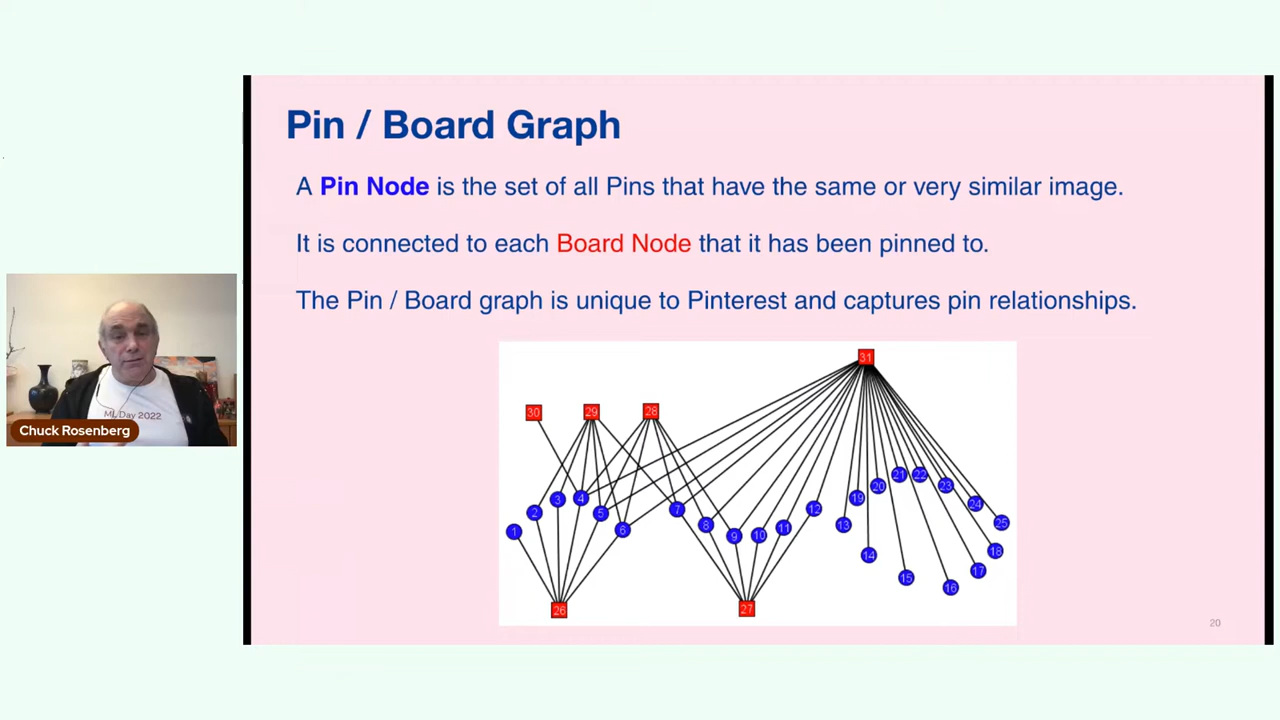 Pin / Board Graph
A Pin Node is the set of all Pins that have the same or very similar image.
It is connected to each Board Node that it has been pinned to.
The Pin / Board graph is unique to Pinterest and captures pin relationships.
31
30 29 28
21 22
20 23
19 24
3 4
2 5 7 12 25
1 6 8 9 10 11 13
14 18
15 16 17
26 27
ML Day 2022
Chuck Rosenberg
20